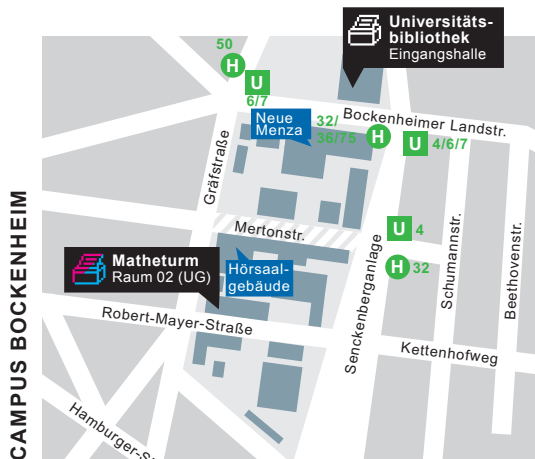 Universitäts-
bibliothek
Eingangshalle
50
H
U
6/7
Neue
Menza
32/
36/75
H
Bockenheimer Landstr.
U
4/6/7
Gräfstraße
Mertonstr.
U
4
H
32
Matheturm
Raum 02 (UG)
Hörsaal-
gebäude
Senckenberganlage
Schumannstr.
Beethovenstr.
Robert-Mayer-Straße
Kettenhofweg
CAMPUS BOCKENHEIM